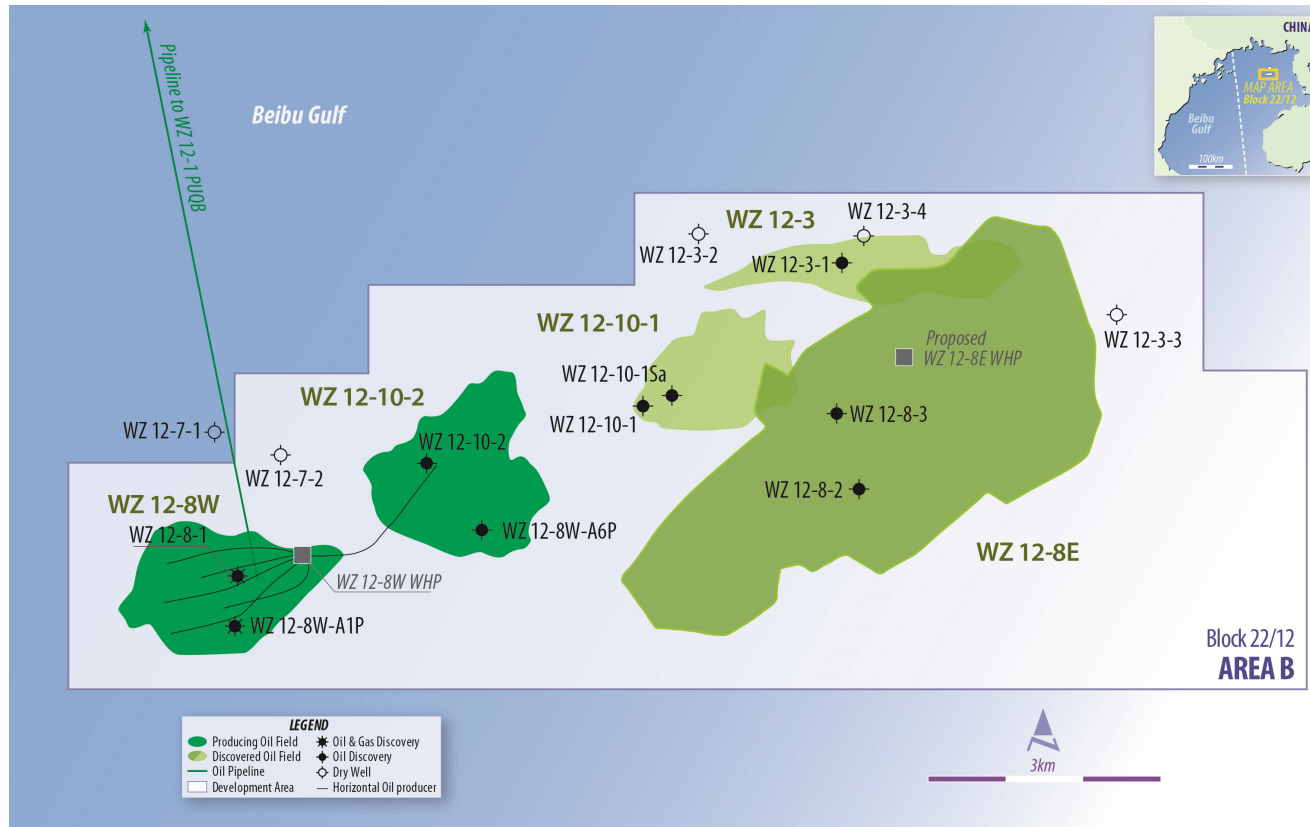 CHINA
MAP AREA
Block 22/12
Beibu
Gulf
100km
Pipeline to WZ 12-1 PUQB
Beibu Gulf
WZ 12-3
WZ 12-3-4
WZ 12-3-2
WZ 12-3-1
WZ 12-10-1
WZ 12-3-3
Proposed
WZ 12-8E WHP
WZ 12-10-1Sa
WZ 12-10-2
WZ 12-10-1
WZ 12-8-3
WZ 12-7-1
WZ 12-10-2
WZ 12-7-2
WZ 12-8-2
WZ 12-8W
WZ 12-8-1
WZ 12-8W-A6P
WZ 12-8E
WZ 12-8W WHP
WZ 12-8W-A1P
Block 22/12
AREA B
LEGEND
Producing Oil Field
Oil & Gas Discovery
Discovered Oil Field
Oil Discovery
Oil Pipeline
Dry Well
Development Area
Horizontal Oil producer
N
3km